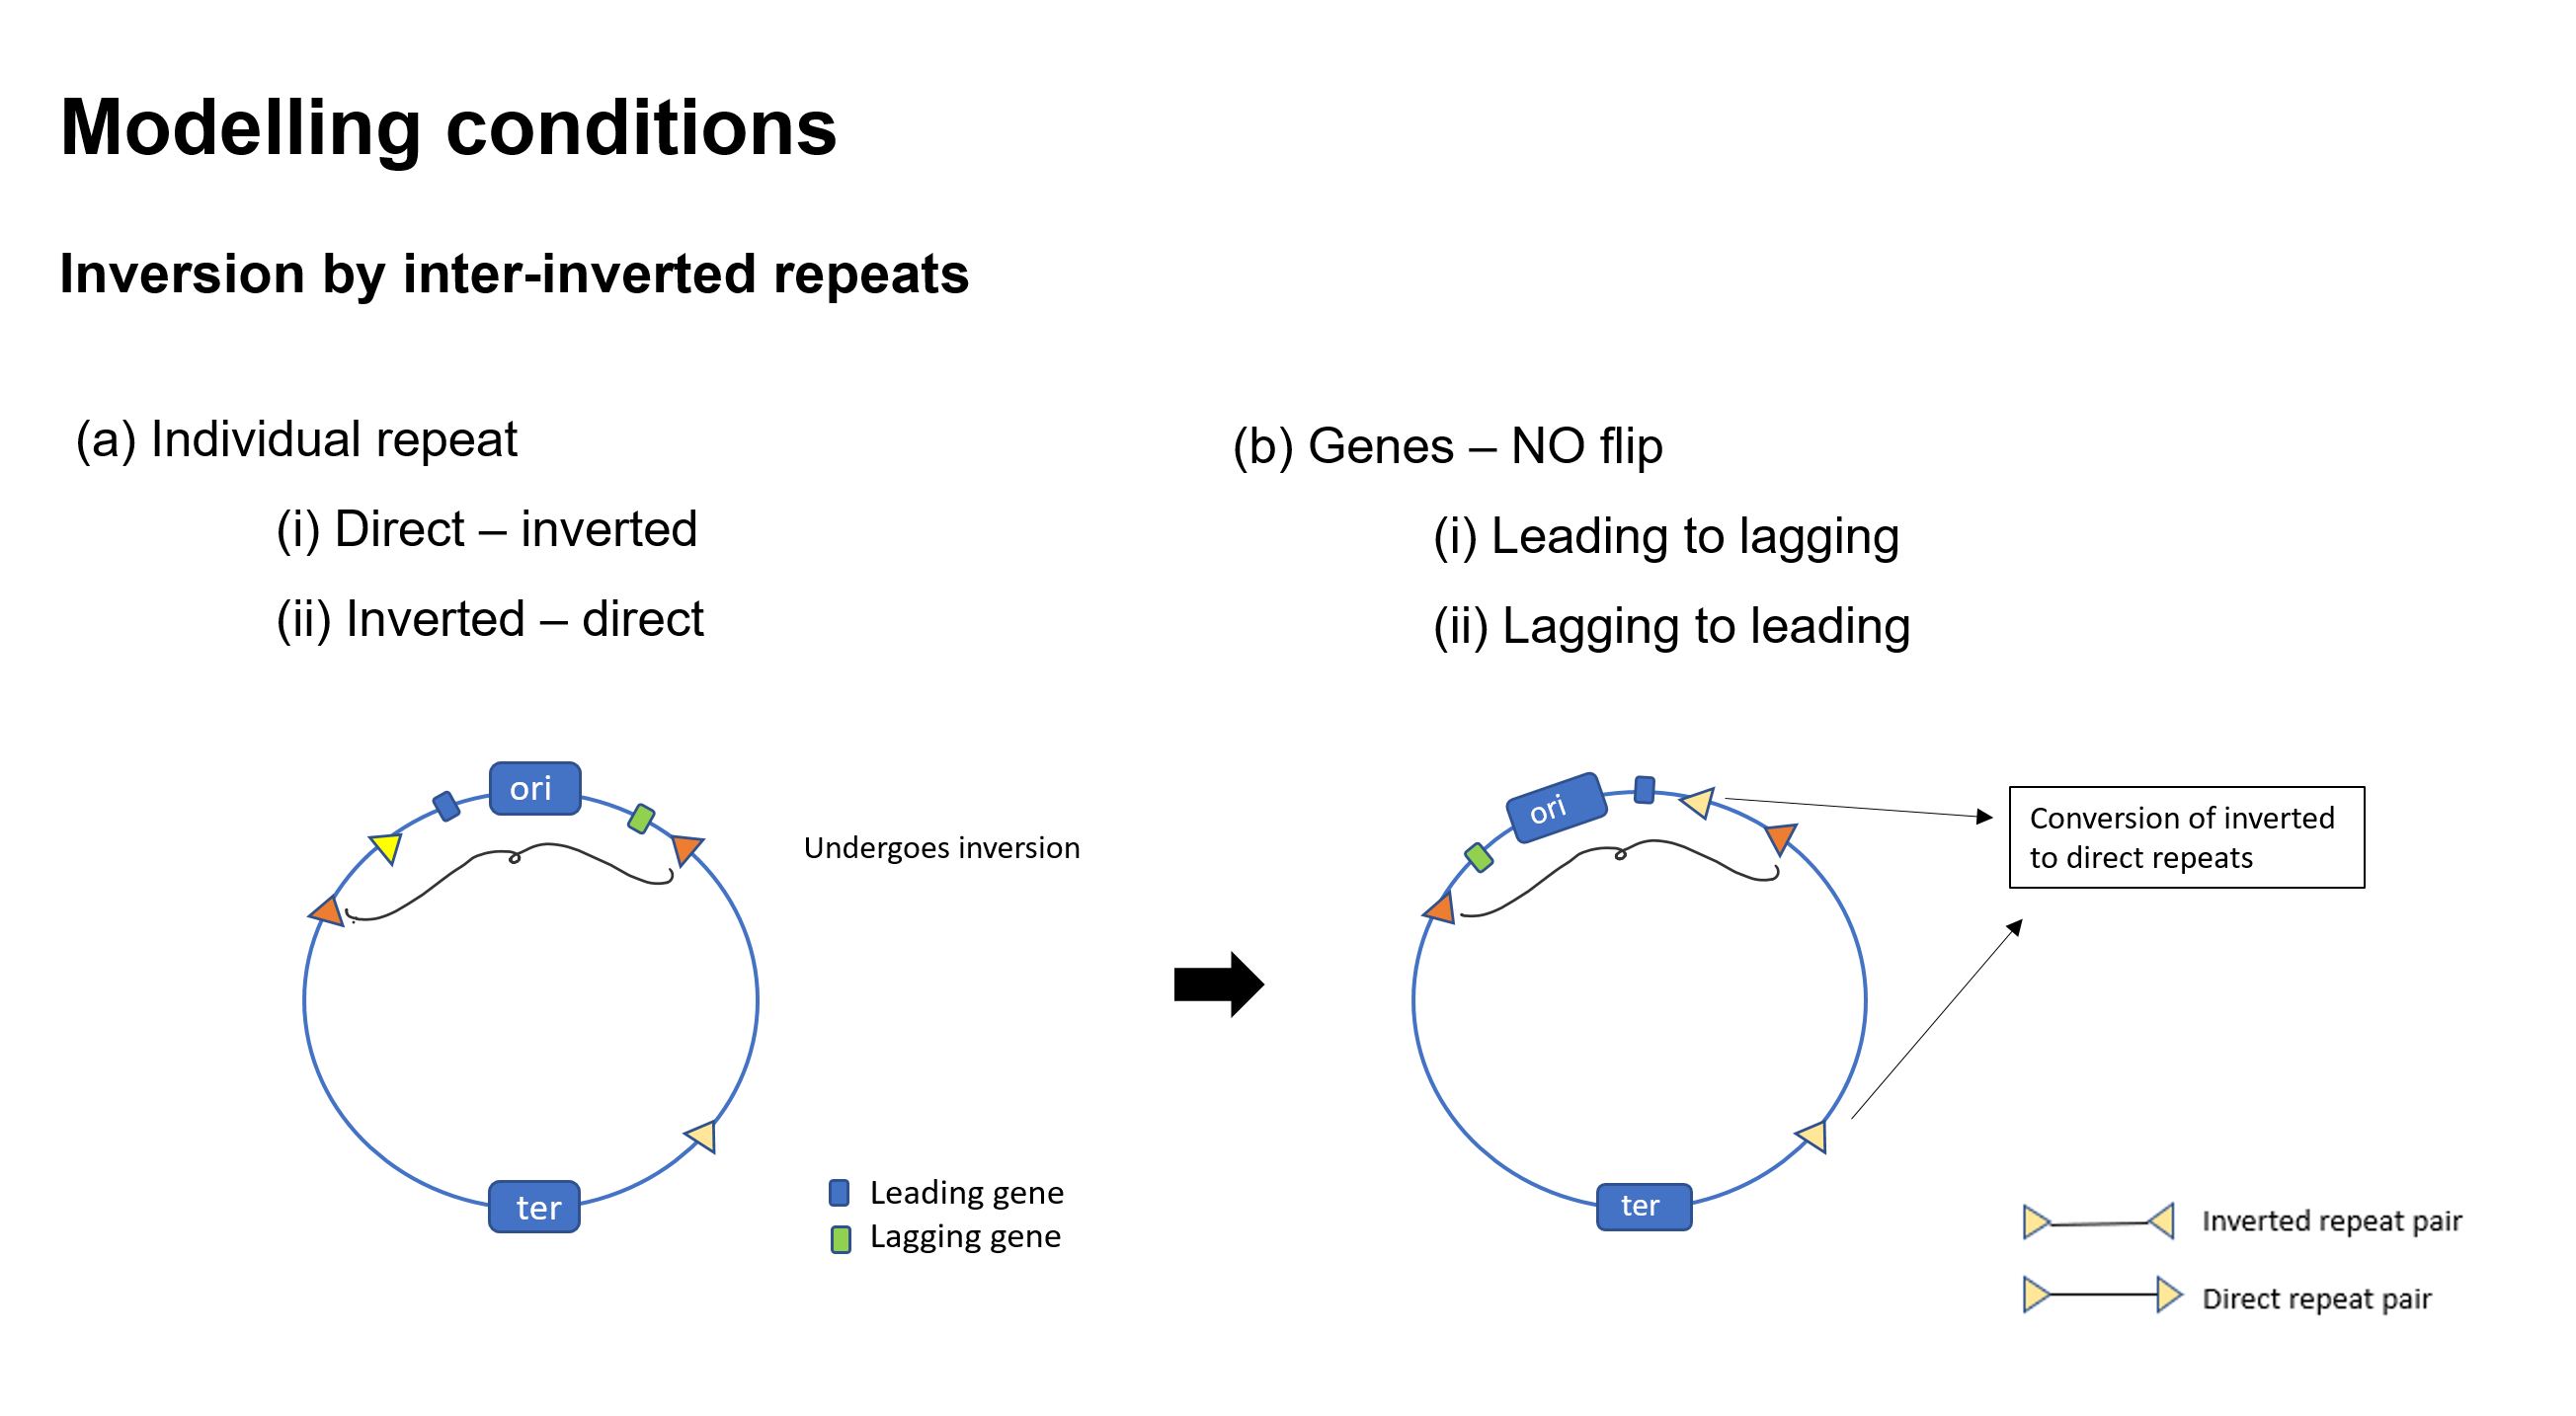 Modelling conditions
Inversion by inter-inverted repeats
(a) Individual repeat
(i) Direct – inverted
(ii) Inverted – direct
(b) Genes – NO flip
(i) Leading to lagging
(ii) Lagging to leading
ori
Undergoes inversion
ter
Leading gene
Lagging gene
ori
Conversion of inverted
to direct repeats
ter
Inverted repeat pair
Direct repeat pair